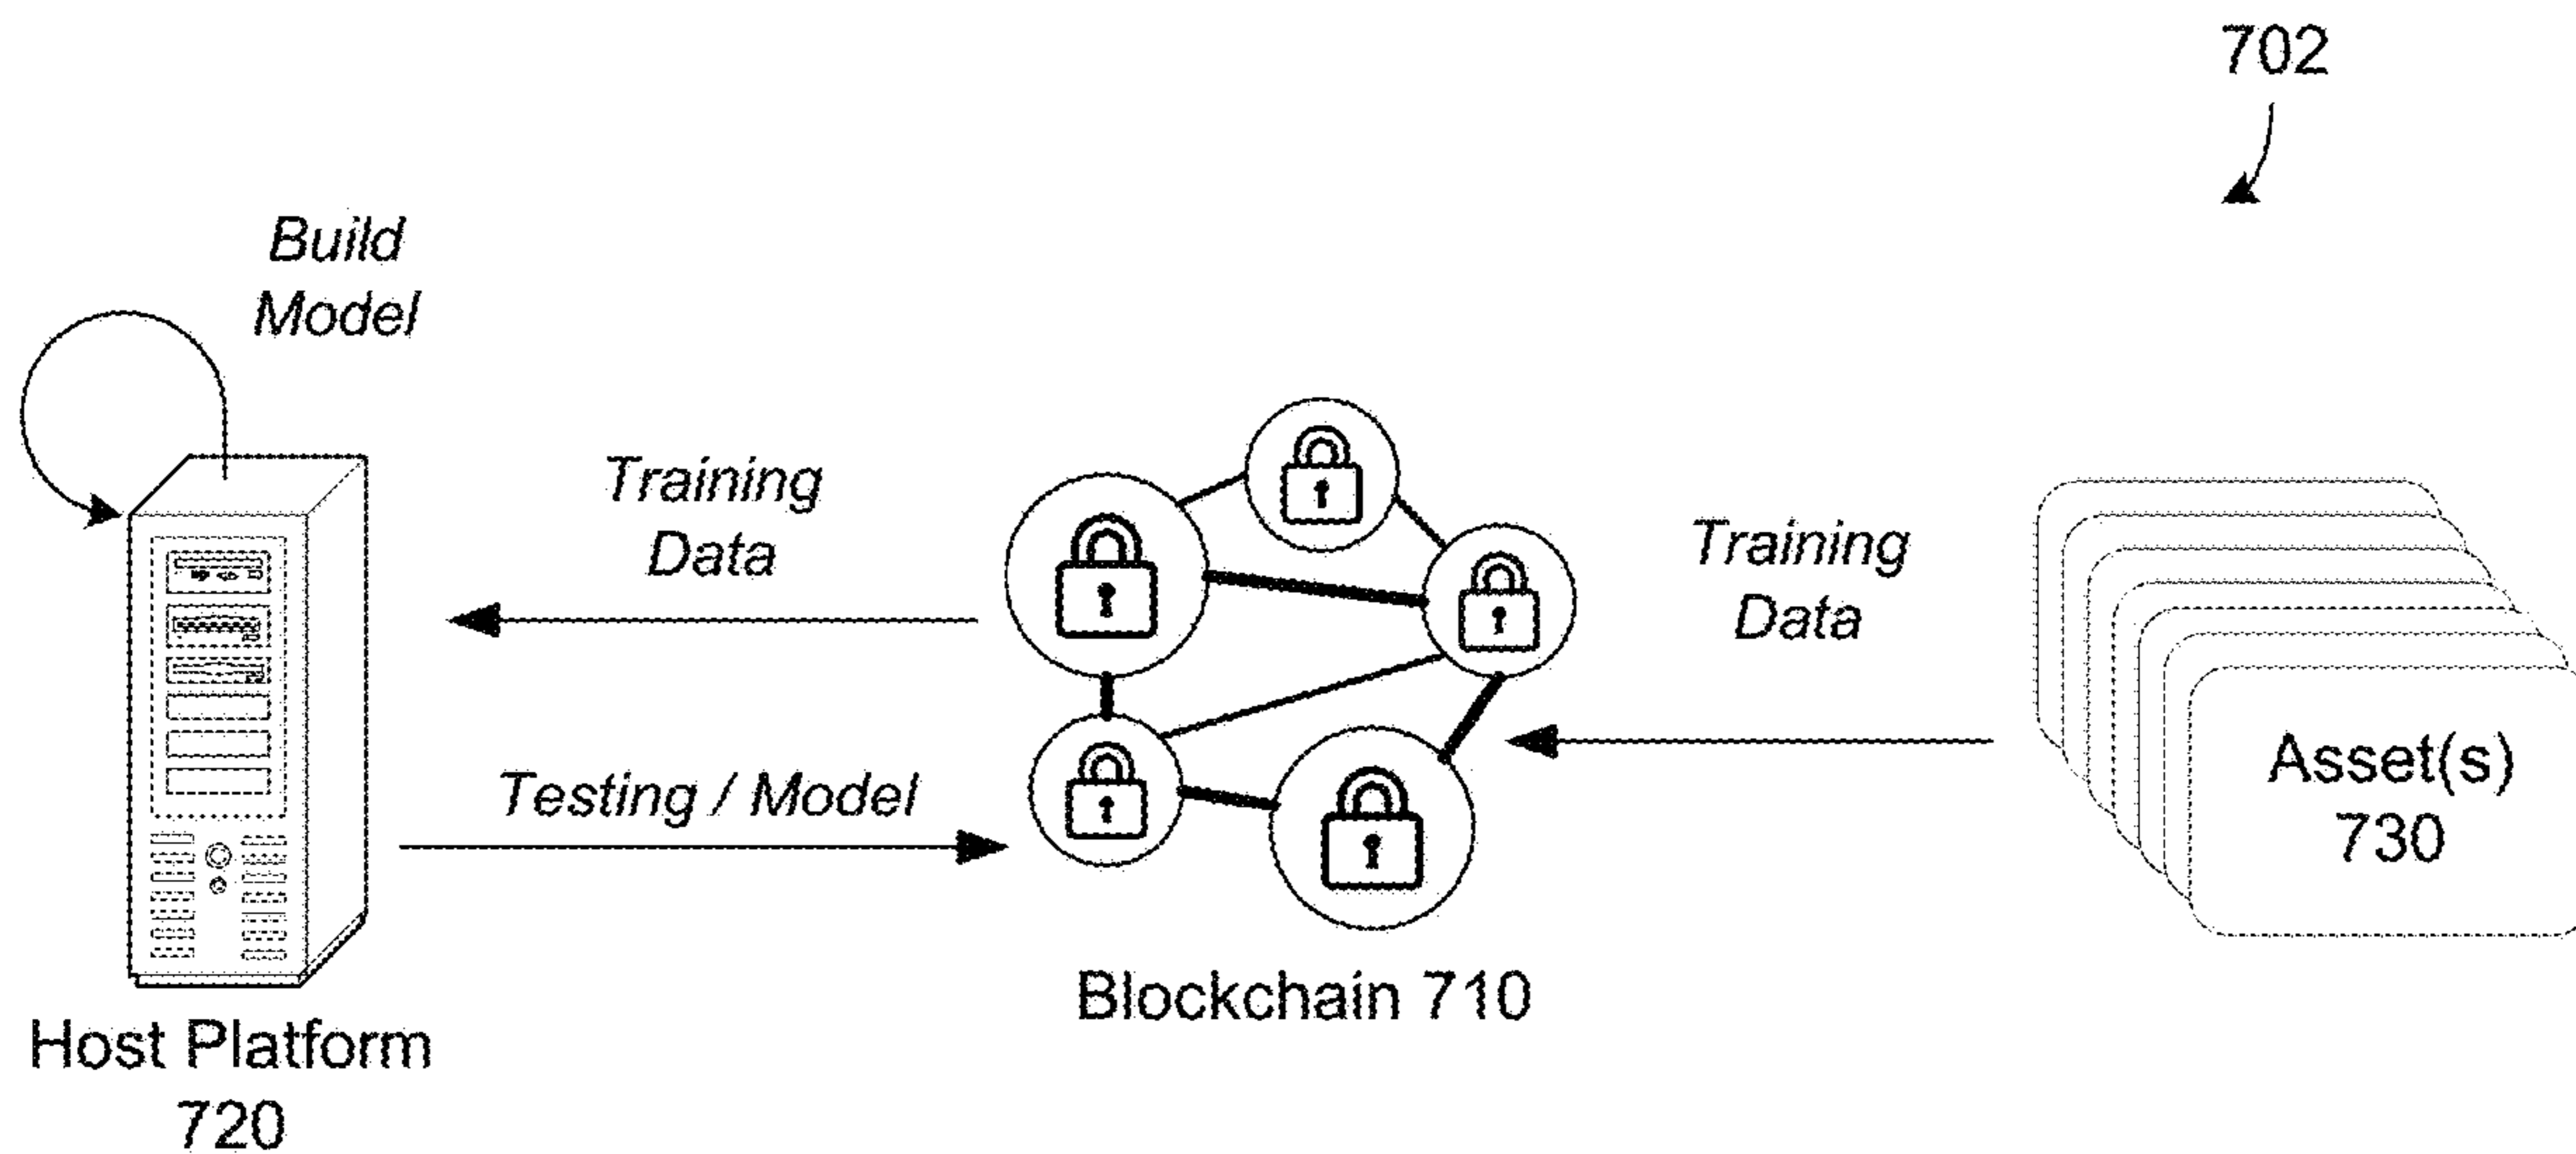 702
Build
Model
Training
Data
Training
Data
Testing / Model
Asset(s)
730
Blockchain 710
Host Platform
720